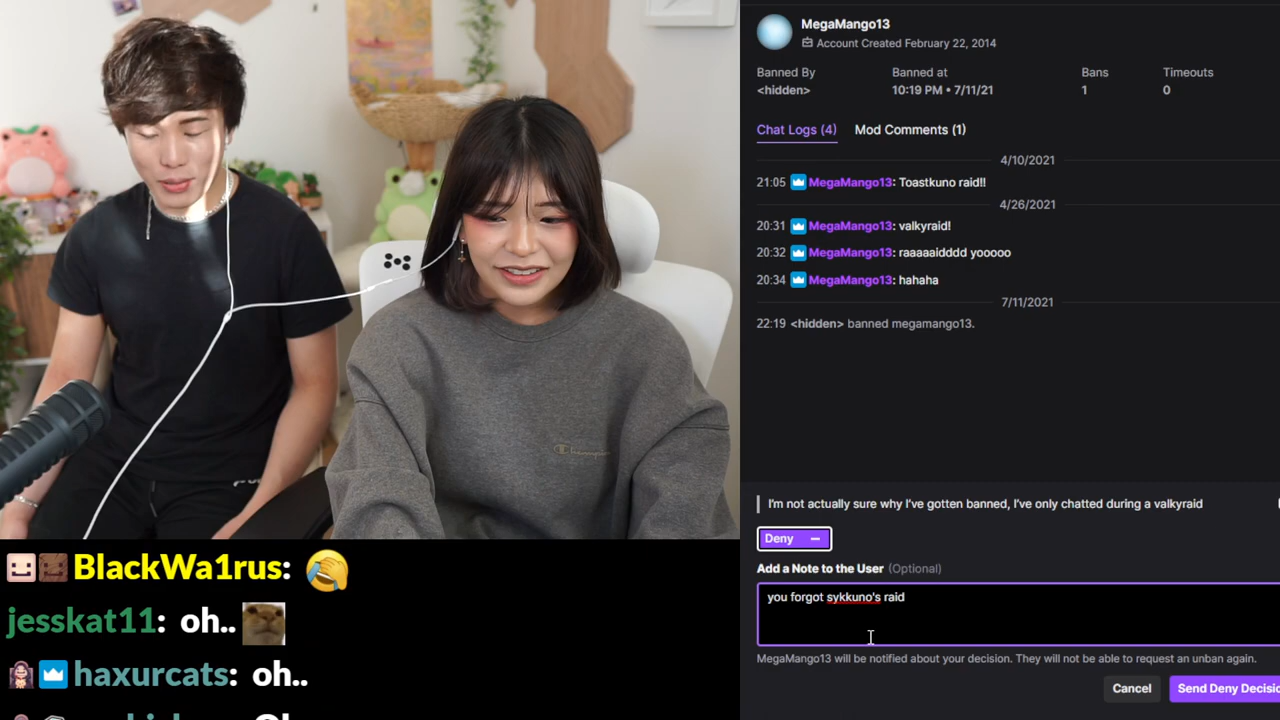 MegaMango13
Account Created February 22, 2014
Banned By
Banned at
Bans
Timeouts
<hidden>
10:19 PM • 7/11/21
1
0
Chat Logs (4)
Mod Comments (1)
4/10/2021
21:05 MegaMango13: Toastkuno raid!!
4/26/2021
20:31 MegaMango13: valkyraid!
20:32 MegaMango13: raaaaaidddd yooooo
20:34 MegaMango13: hahaha
7/11/2021
22:19 <hidden> banned megamango13.
I'm not actually sure why I've gotten banned, I've only chatted during a valkyraid
Deny
Add a Note to the User (Optional)
you forgot sykkuno's raid
MegaMango13 will be notified about your decision. They will not be able to request an unban again.
Cancel
Send Deny Decisio
Champion
BlackWa1rus:
jesskat11: oh..
haxurcats: oh..